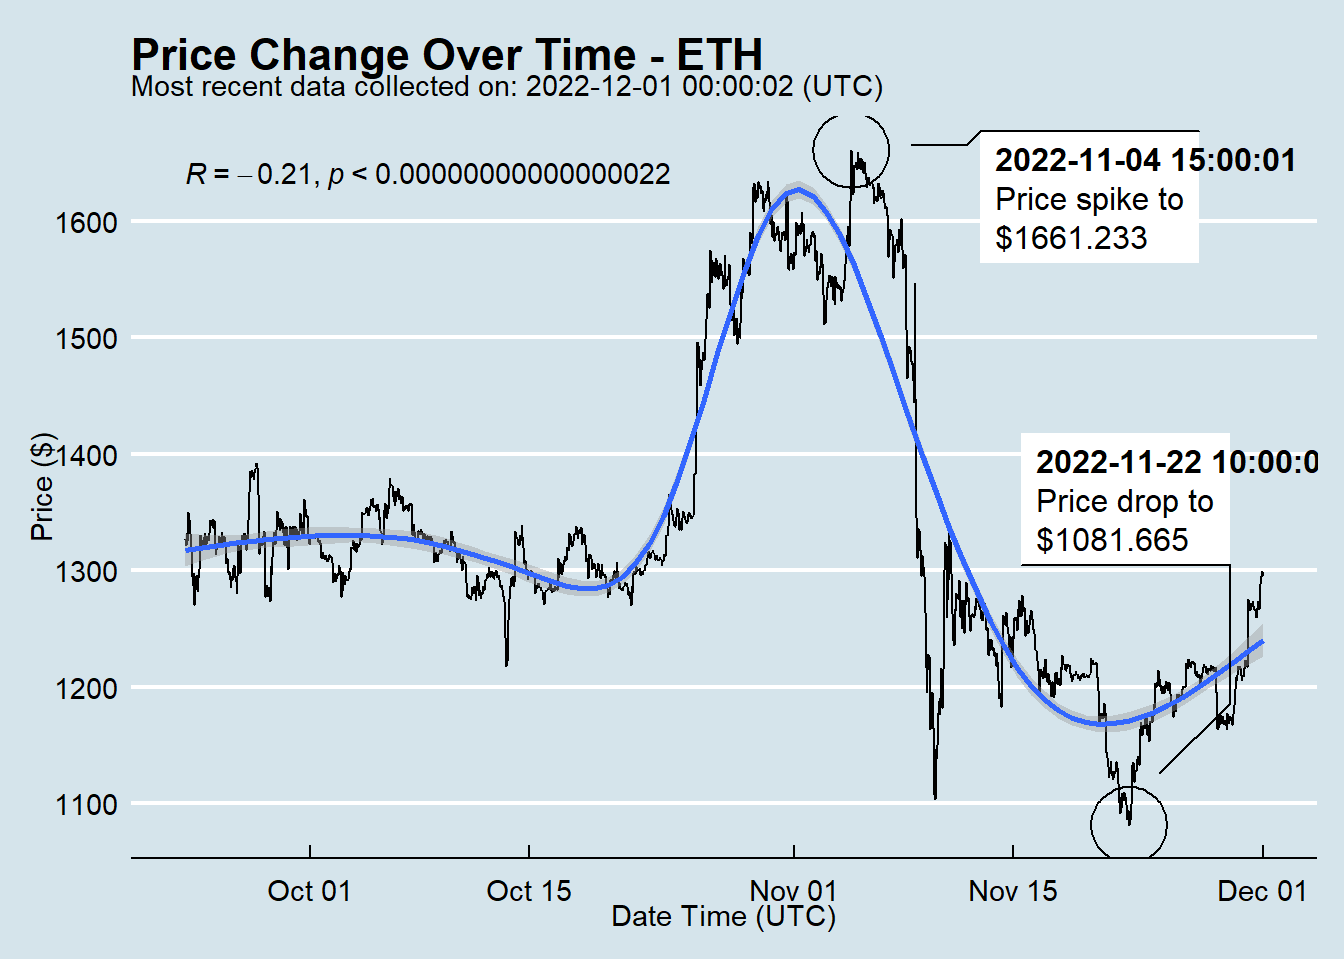 Price Change Over Time - ETH
Most recent data collected on: 2022-12-01 00:00:02 (UTC)
R = −0.21, p < 0.00000000000000022
2022-11-04 15:00:01
Price spike to
$1661.233
2022-11-22 10:00:0
Price drop to
$1081.665
Price ($)
1600
1500
1400
1300
1200
1100
Oct 01
Oct 15
Nov 01
Nov 15
Dec 01
Date Time (UTC)